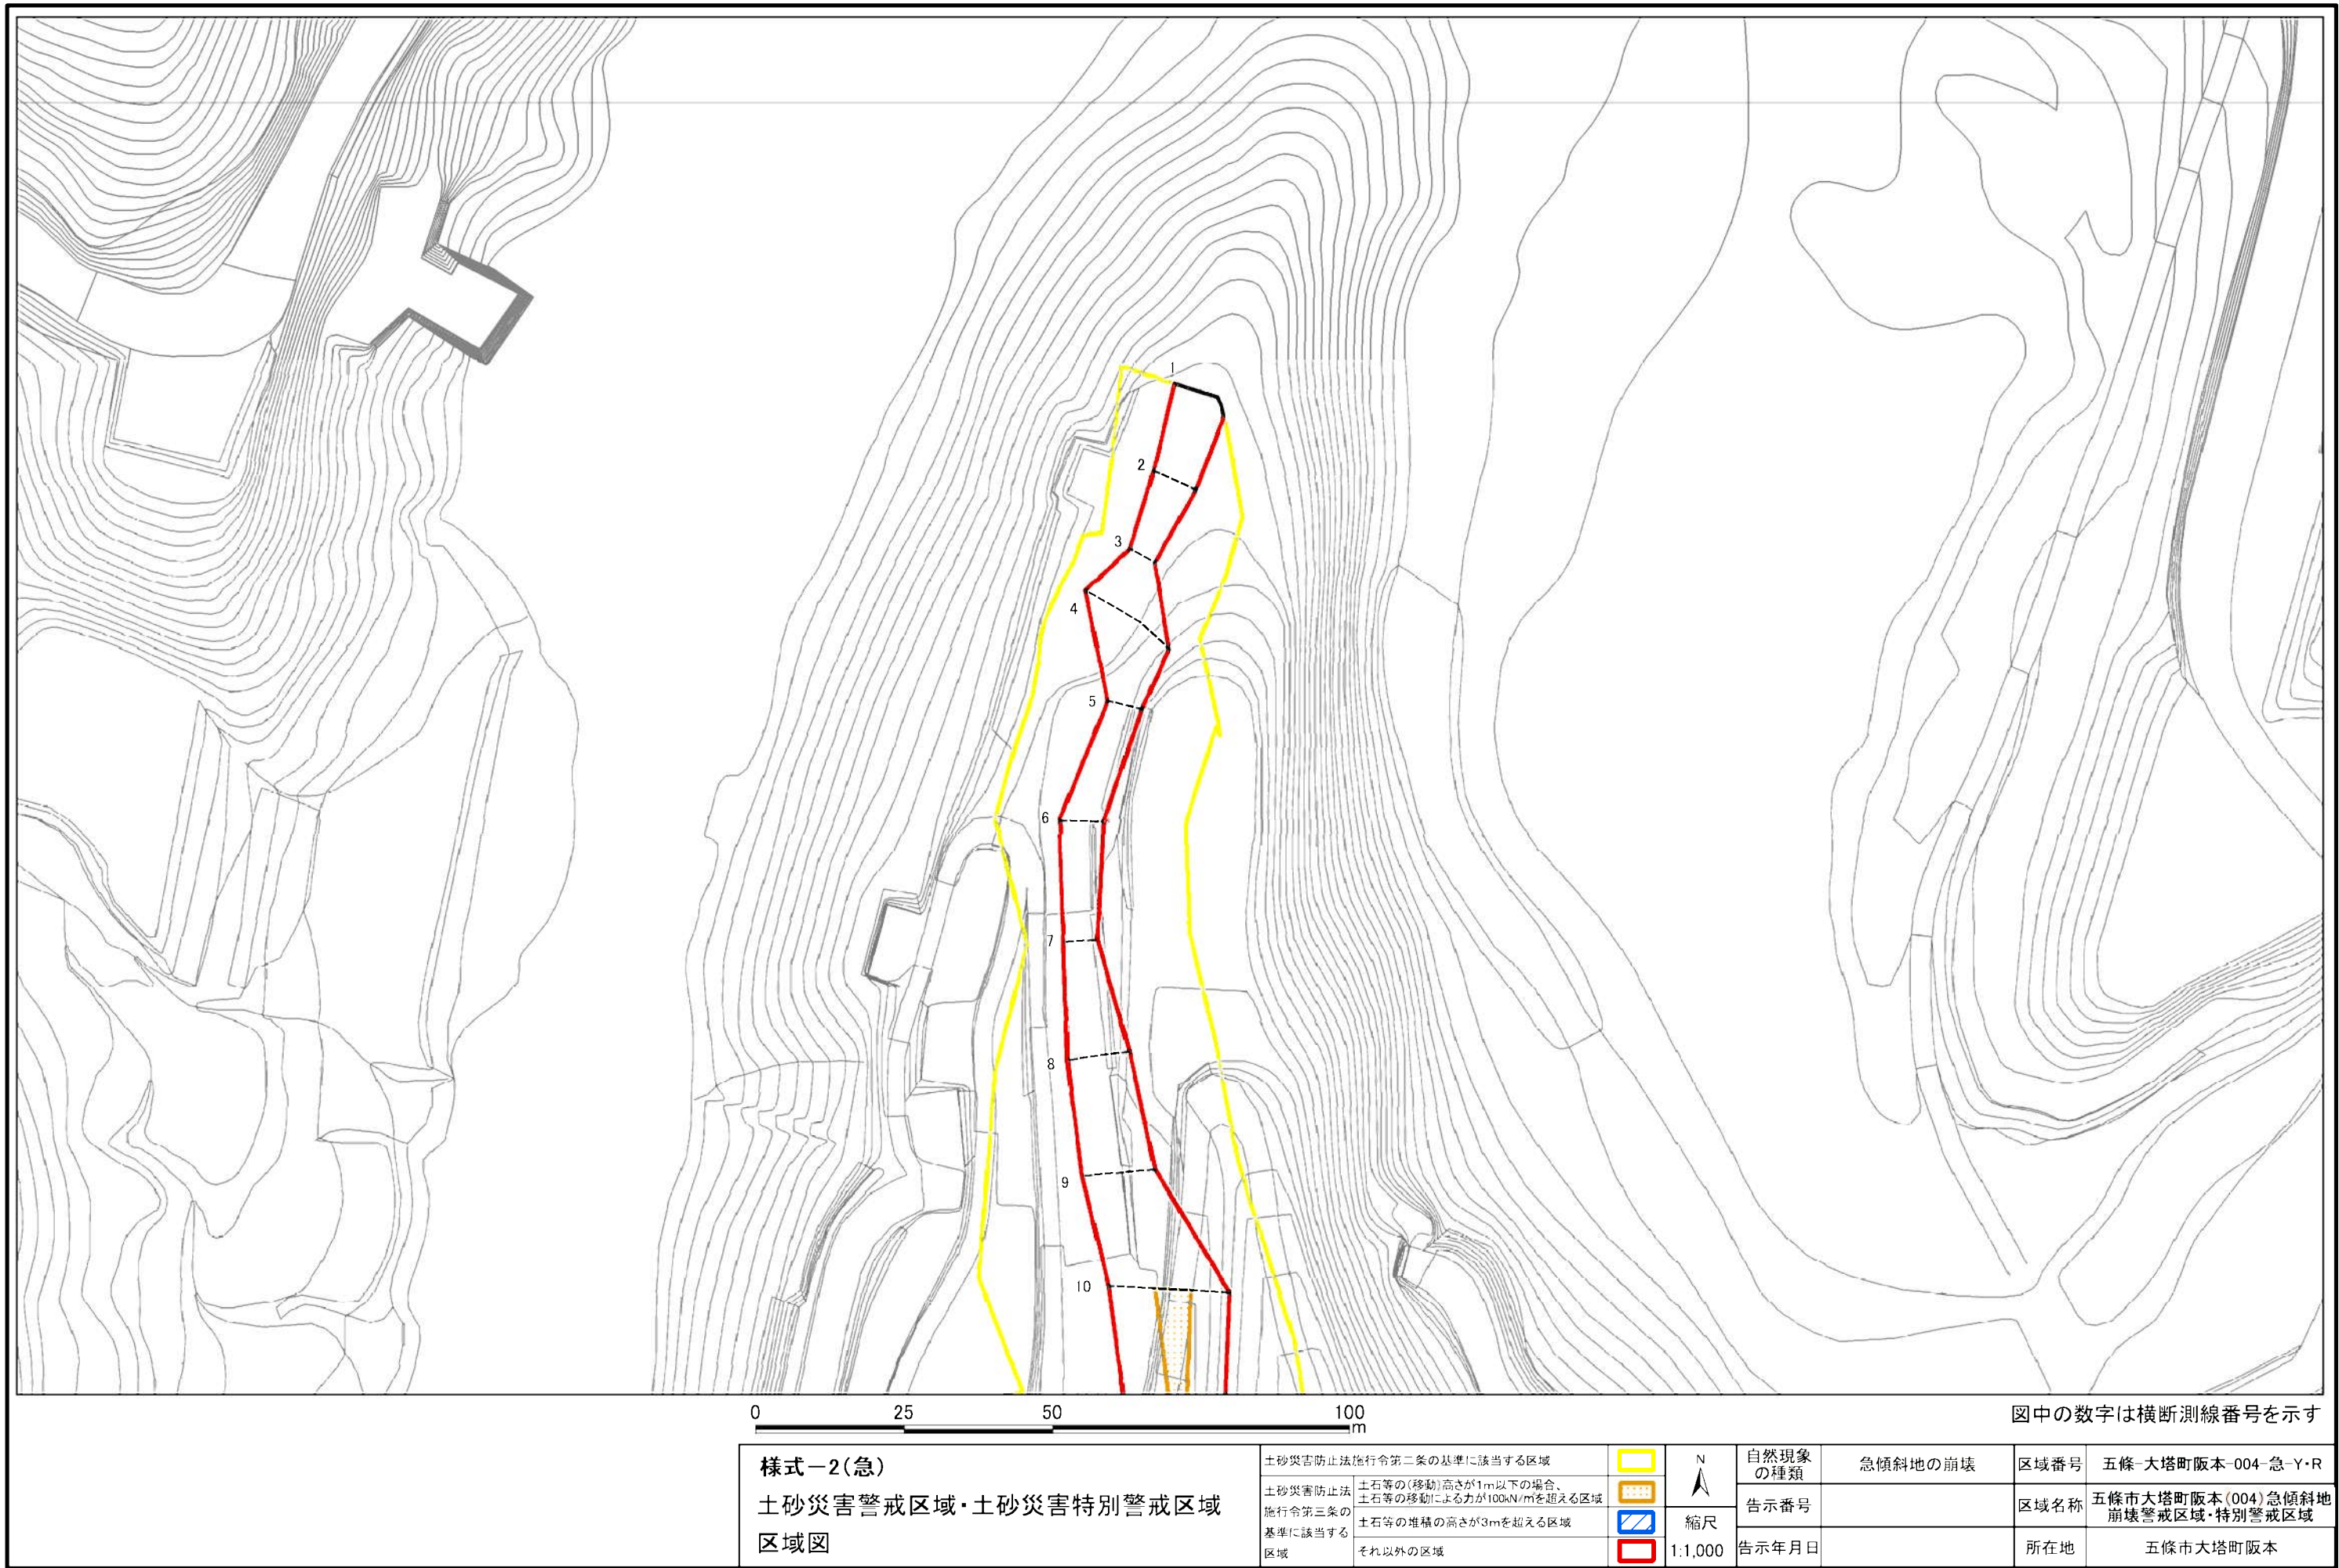 1
2
3
4
5
6
7
8
9
10
0 25 50 100
m
図中の数字は横断測線番号を示す
様式－2(急)
土砂災害警戒区域・土砂災害特別警戒区域
区域図
土砂災害防止法施行令第二条の基準に該当する区域
土砂災害防止法
施行令第三条の
基準に該当する
区域
土石等の(移動)高さが1m以下の場合、
土石等の移動による力が100kN/㎡を超える区域
土石等の堆積の高さが3mを超える区域
それ以外の区域
N
縮尺
1:1,000
自然現象
の種類
急傾斜地の崩壊
告示番号
告示年月日
区域番号
五條-大塔町阪本-004-急-Y・R
区域名称
五條市大塔町阪本(004)急傾斜地
崩壊警戒区域・特別警戒区域
所在地
五條市大塔町阪本